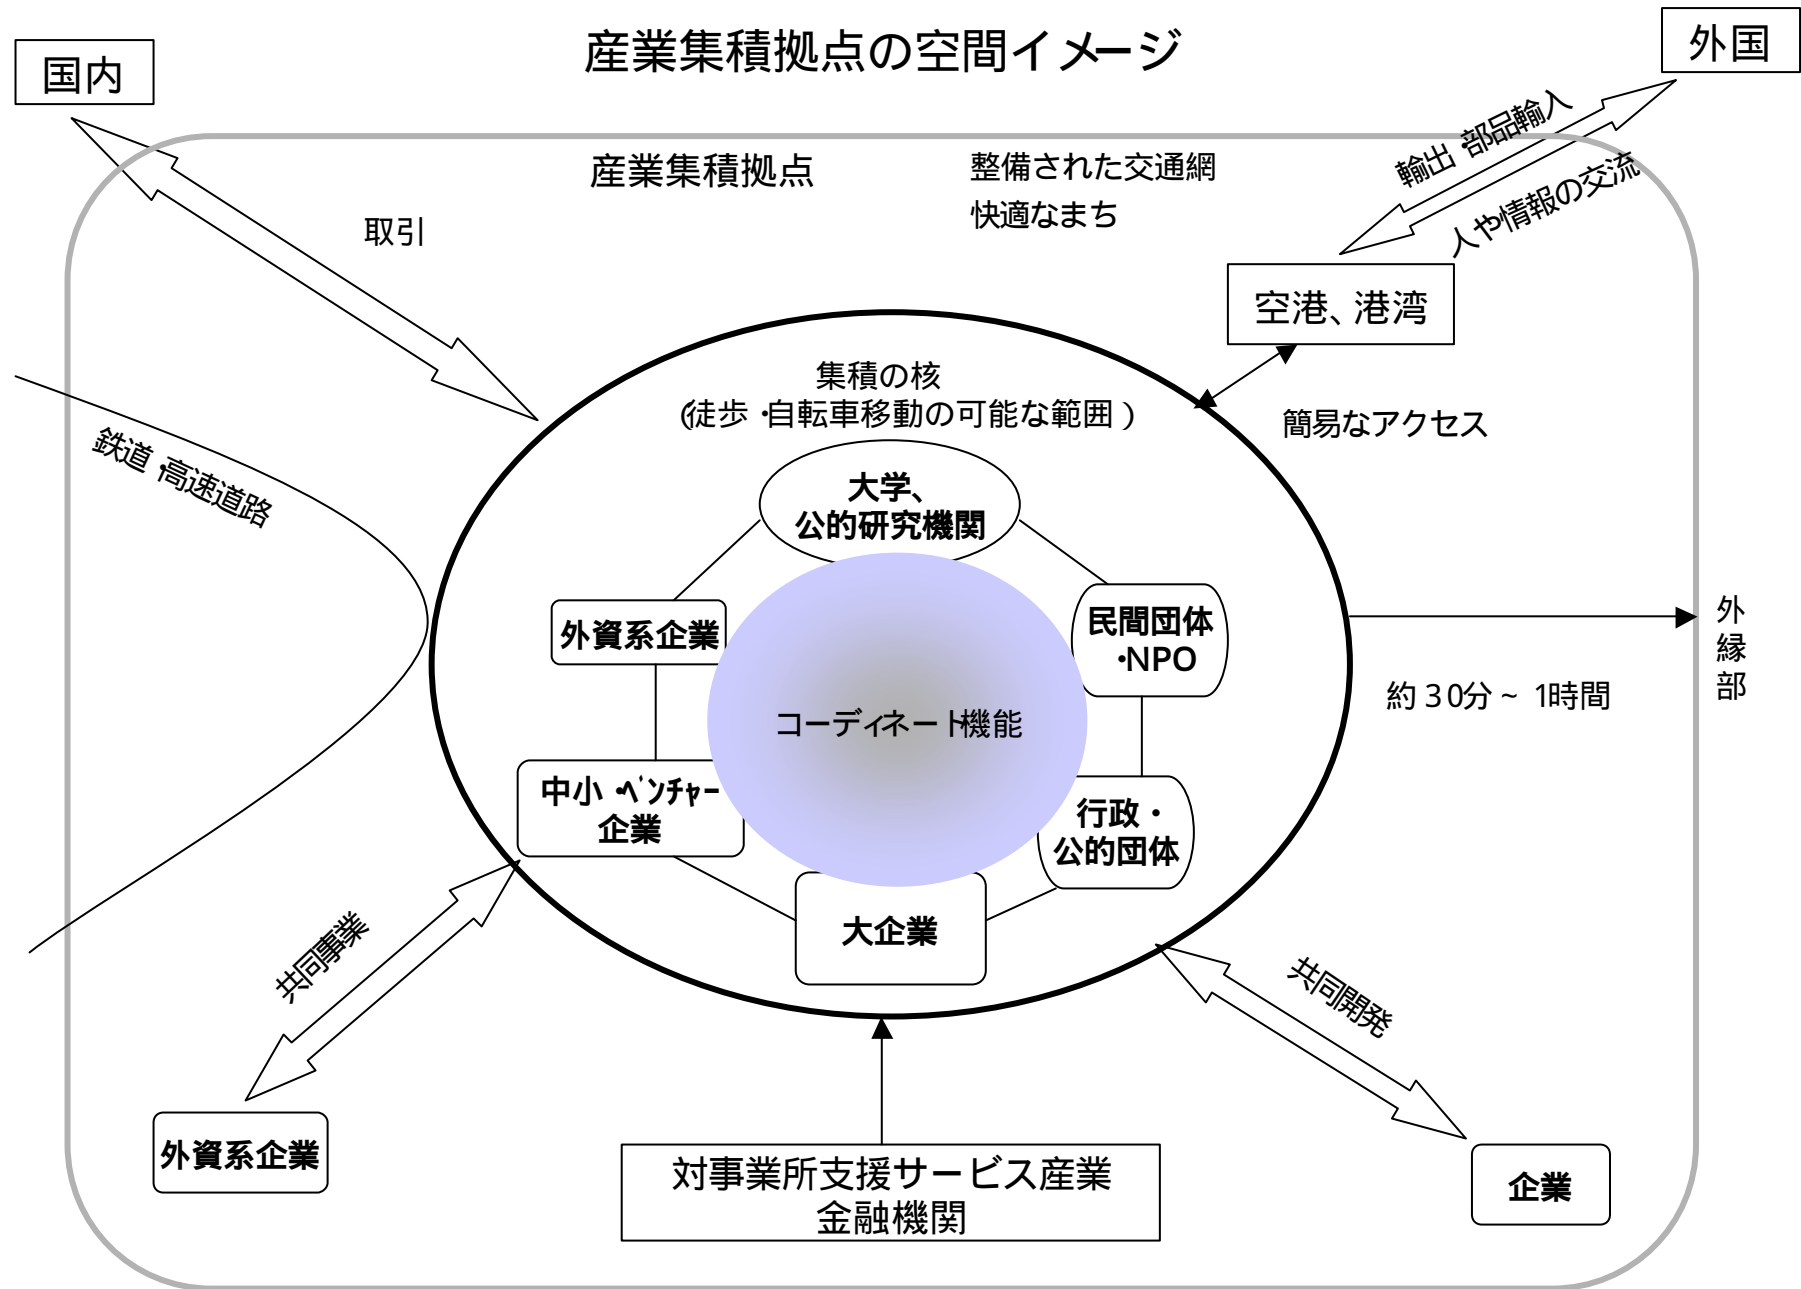 産業集積拠点の空間イメージ
国内
外国
産業集積拠点
整備された交通網
快適なまち
輸出・部品輸入
人や情報の交流
取引
空港、港湾
簡易なアクセス
集積の核
(徒歩・自転車移動の可能な範囲)
鉄道・高速道路
大学、
公的研究機関
外資系企業
民間団体
・NPO
コーディネート機能
約30分~1時間
外
縁
部
中小・ベンチャー
企業
行政・
公的団体
大企業
共同事業
共同開発
外資系企業
対事業所支援サービス産業
金融機関
企業